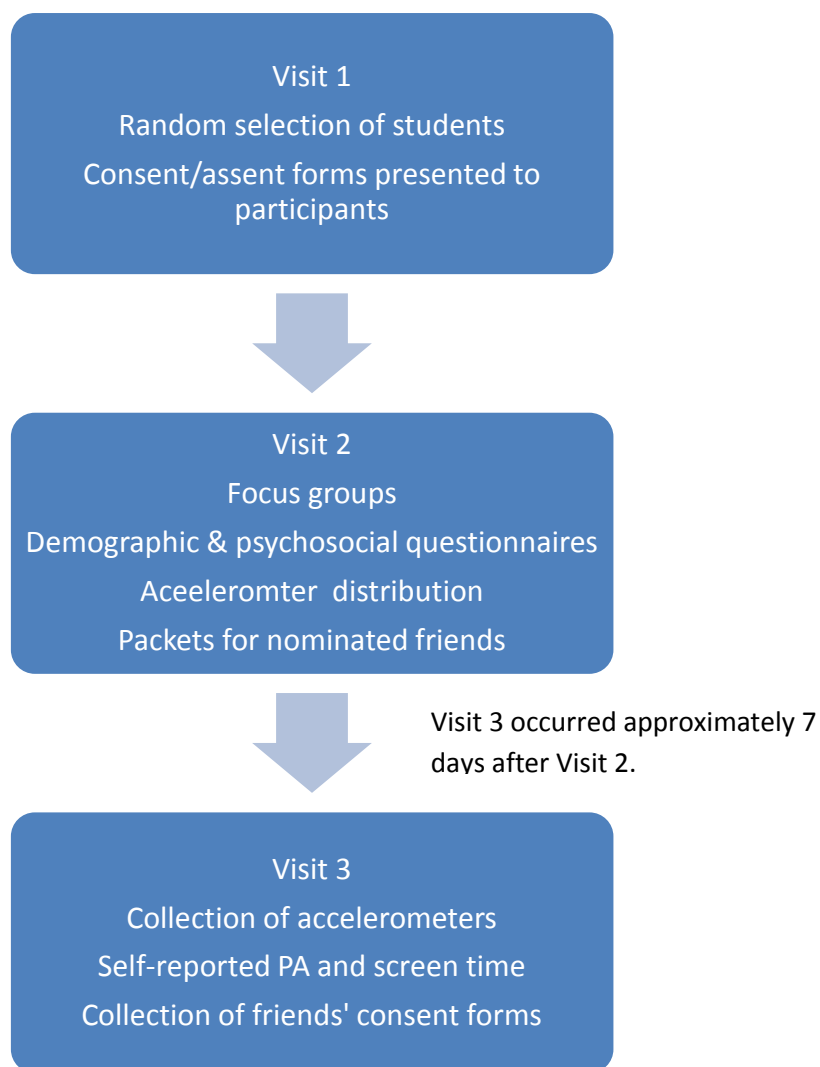 Visit 1
Random selection of students
Consent/assent forms presented to
participants
Visit 2
Focus groups
Demographic & psychosocial questionnaires
Aceeleromter  distribution
Packets for nominated friends
Visit 3 occurred approximately 7
days after Visit 2.
Visit 3
Collection of accelerometers
Self-reported PA and screen time
Collection of friends' consent forms